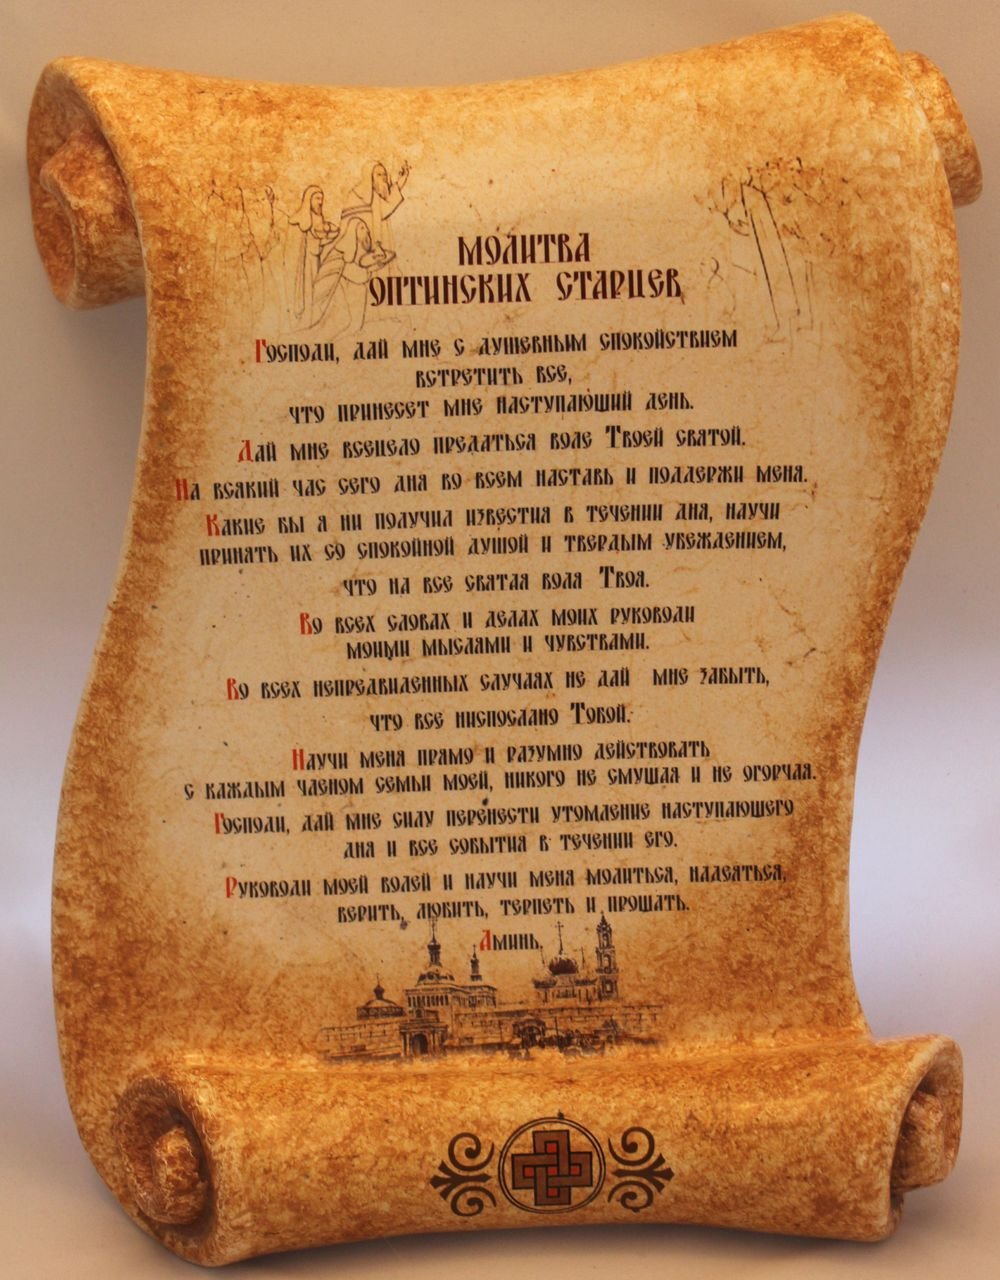 МОЛИТВА
ОПТИНСКИХ СТАРЦЕВ
Господи, дай мне с душевным спокойствием
встретить все,
что принесет мне наступающий день.
Дай мне всецело предаться воле Твоей святой.
На всякий час сего дня во всем наставь и поддержи меня.
Какие бы я ни получил известия в течении дня, научи
принять их со спокойной душой и твердым убеждением,
что на все святая воля Твоя.
Во всех словах и делах моих руководи
моими мыслями и чувствами.
Во всех непредвиденных случаях не дай мне забыть,
что все ниспослано Тобой.
Научи меня прямо и разумно действовать
с каждым членом семьи моей, никого не смущая и не огорчая.
Господи, дай мне силу перенести утомление наступающего
дня и все события в течении его.
Руководи моей волей и научи меня молиться, надеяться,
верить, любить, терпеть и прощать.
Аминь.